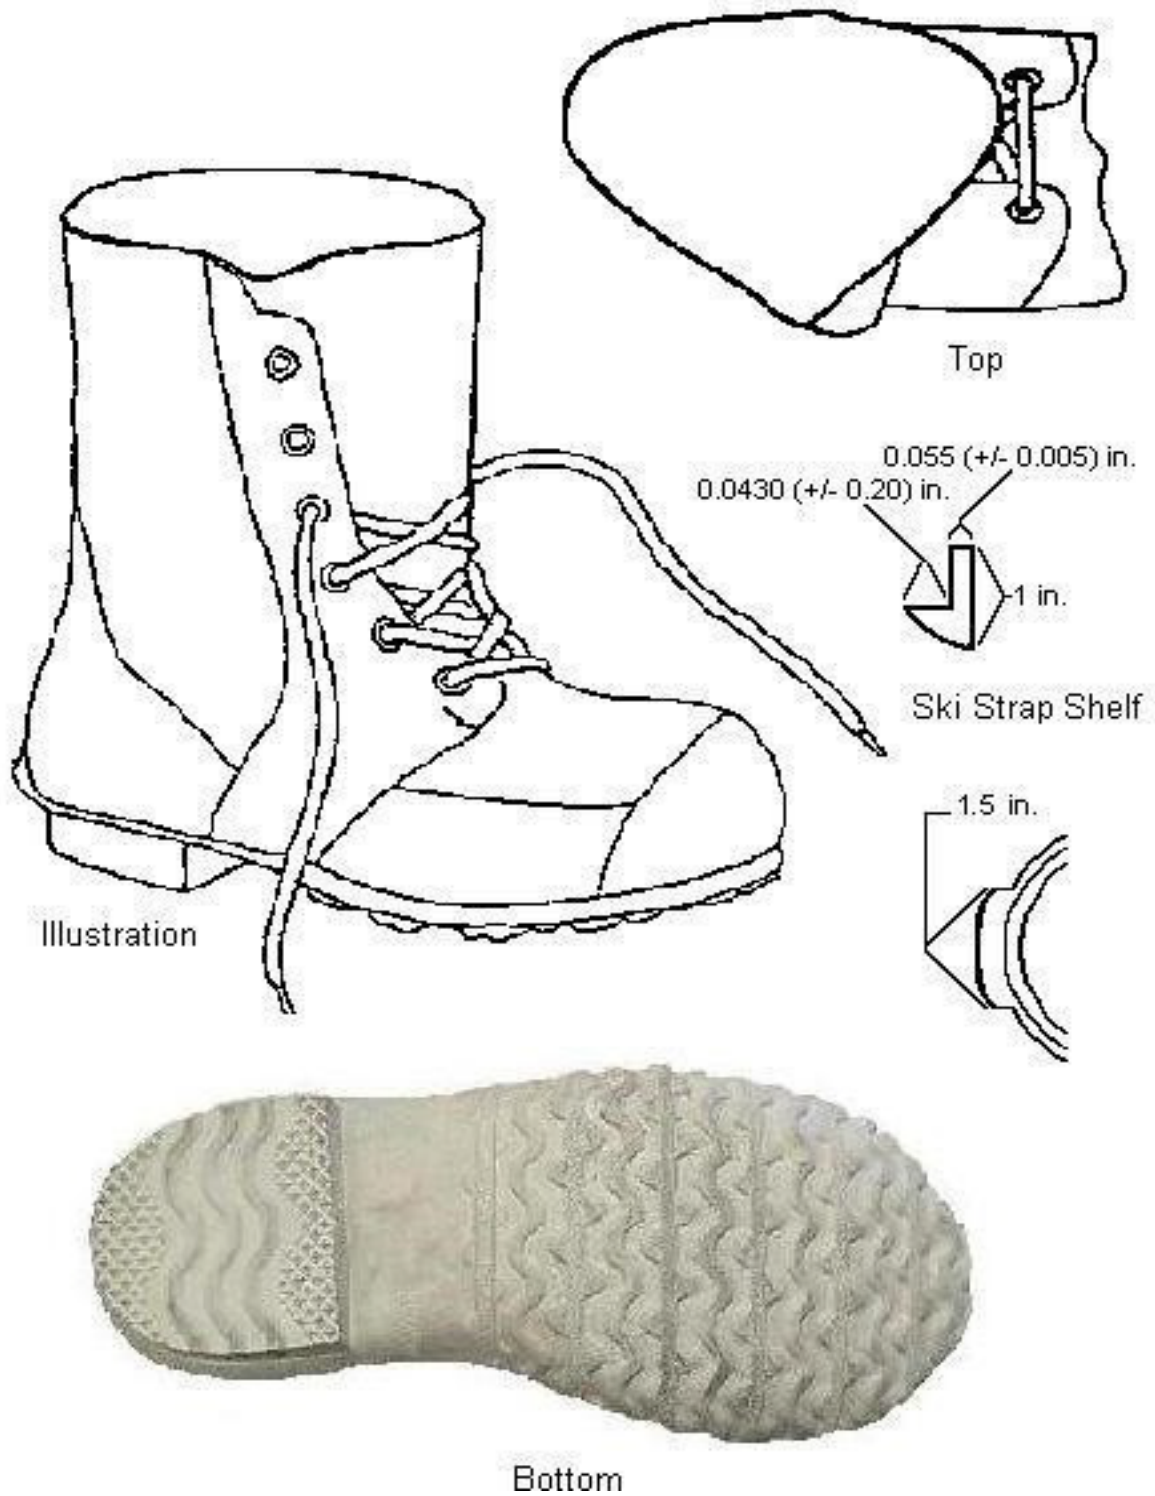 Top
0.055 (+/- 0.005) in.
0.0430 (+/- 0.20) in.
1 in.
Ski Strap Shelf
1.5 in.
Illustration
Bottom